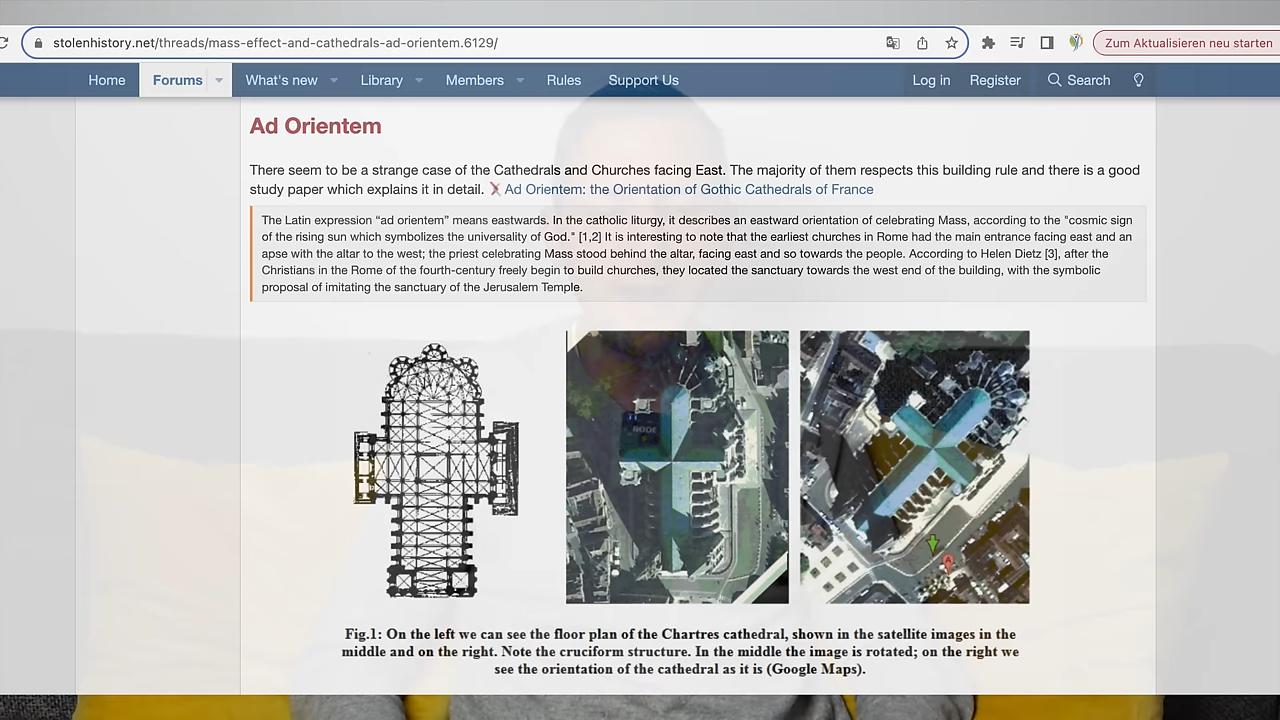 stolenhistory.net/threads/mass-effect-and-cathedrals-ad-orientem.6129/
Zum Aktualisieren neu starten
Home Forums What's new Library Members Rules Support Us Log in Register Search
Ad Orientem
There seem to be a strange case of the Cathedrals and Churches facing East. The majority of them respects this building rule and there is a good
study paper which explains it in detail. Ad Orientem: the Orientation of Gothic Cathedrals of France
The Latin expression “ad orientem” means eastwards. In the catholic liturgy, it describes an eastward orientation of celebrating Mass, according to the "cosmic sign
of the rising sun which symbolizes the universality of God." [1,2] It is interesting to note that the earliest churches in Rome had the main entrance facing east and an
apse with the altar to the west; the priest celebrating Mass stood behind the altar, facing east and so towards the people. According to Helen Dietz [3], after the
Christians in the Rome of the fourth-century freely begin to build churches, they located the sanctuary towards the west end of the building, with the symbolic
proposal of imitating the sanctuary of the Jerusalem Temple.
RODE
A
Fig.1: On the left we can see the floor plan of the Chartres cathedral, shown in the satellite images in the
middle and on the right. Note the cruciform structure. In the middle the image is rotated; on the right we
see the orientation of the cathedral as it is (Google Maps).